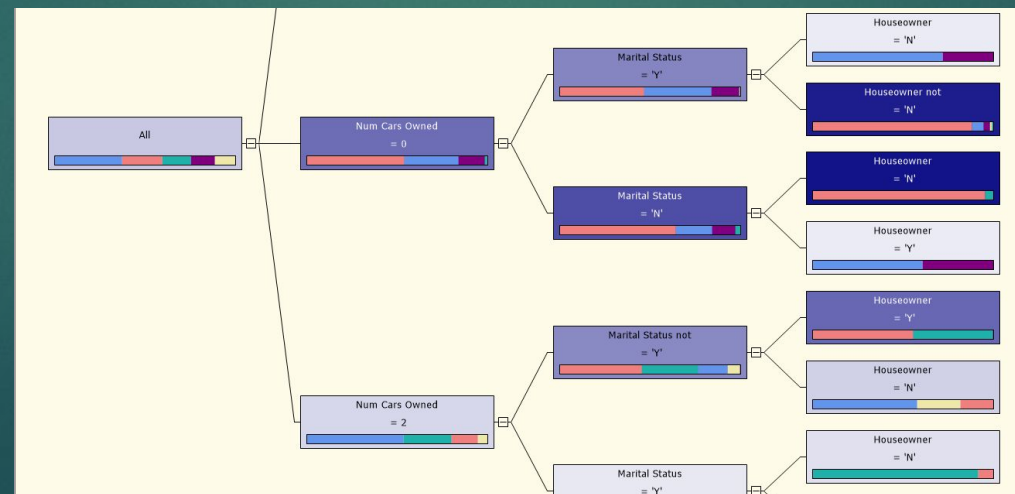 Houseowner
= 'N'
Marital Status
= 'Y'
Houseowner not
= 'N'
All
Num Cars Owned
= 0
Houseowner
= 'N'
Marital Status
= 'N'
Houseowner
= 'Y'
Houseowner
= 'Y'
Marital Status not
= 'Y'
Houseowner
= 'N'
Num Cars Owned
= 2
Houseowner
= 'N'
Marital Status
= 'Y'